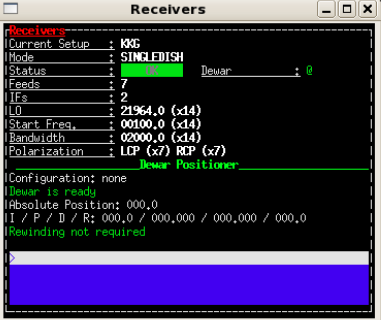 Receivers
Receivers
Current Setup : KKG
Mode : SINGLEDISH
Status : OK Dewar : 0
Feeds : 7
IFs : 2
LO : 21964.0 (x14)
Start Freq. : 00100.0 (x14)
Bandwidth : 02000.0 (x14)
Polarization : LCP (x7) RCP (x7)
Dewar Positioner
Configuration: none
Dewar is ready
Absolute Position: 000.0
I / P / D / R: 000.0 / 000.000 / 000.000 / 000.0
Rewinding not required
>